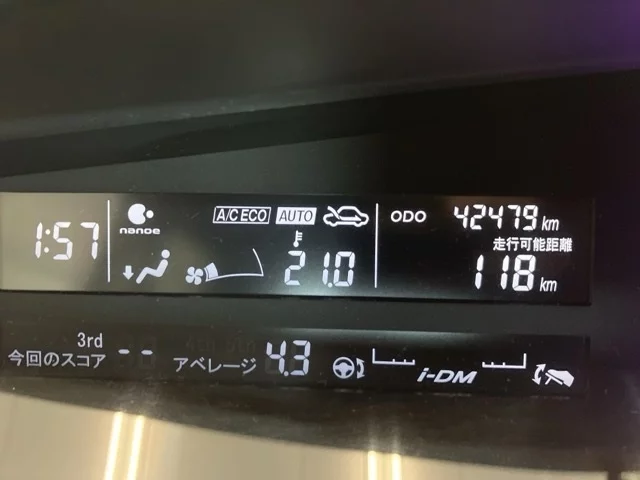 1:57
nanoe
A/C ECO AUTO
21.0
ODO 42479 km
走行可能距離
118 km
3rd
今回のスコア --
アベレージ 4.3
i-DM